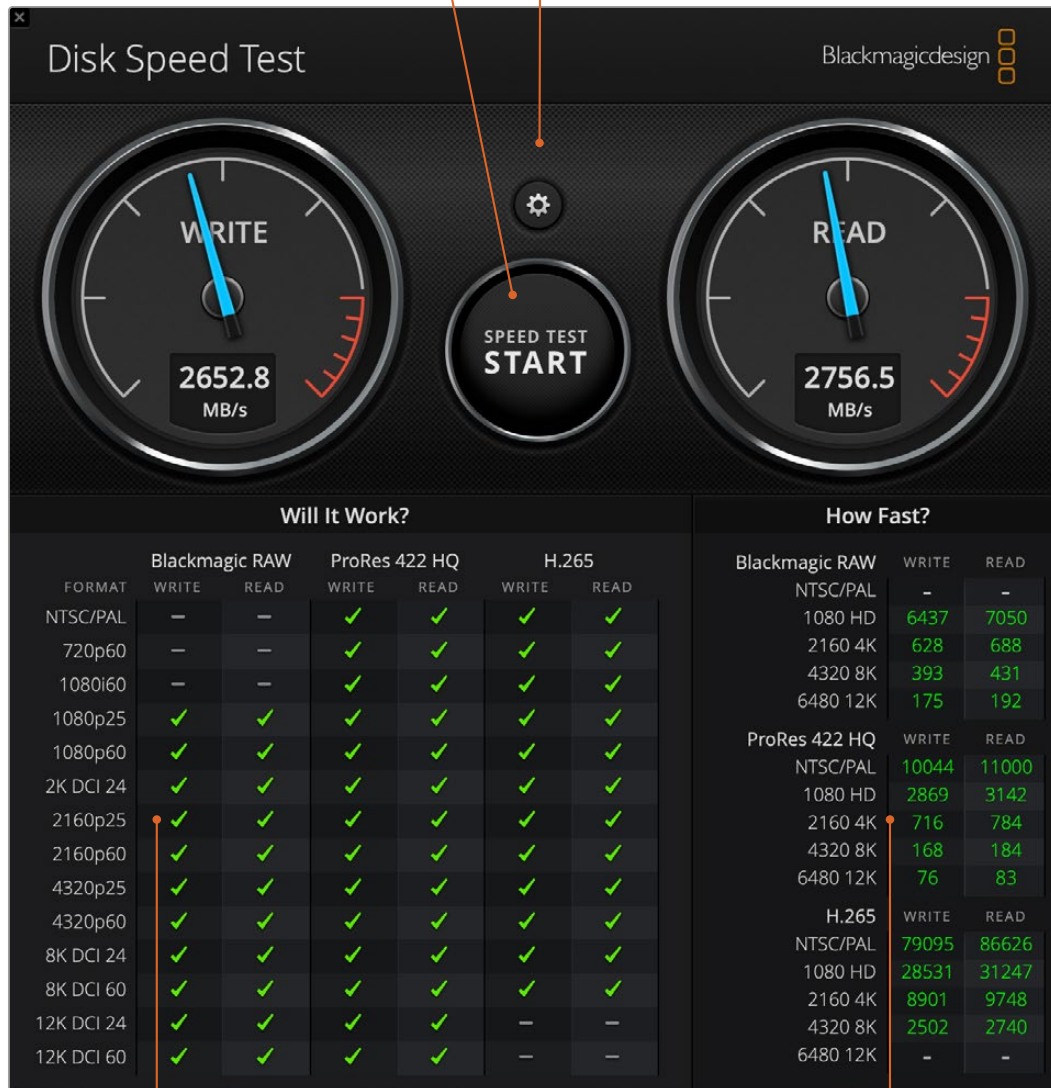 Disk Speed Test
Blackmagicdesign
WRITE
2652.8
MB/s
SPEED TEST
START
READ
2756.5
MB/s
Will It Work?
Blackmagic RAW ProRes 422 HQ H.265
FORMAT WRITE READ WRITE READ WRITE READ
NTSC/PAL – – ✓ ✓ ✓ ✓
720p60 – – ✓ ✓ ✓ ✓
1080i60 – – ✓ ✓ ✓ ✓
1080p25 ✓ ✓ ✓ ✓ ✓ ✓
1080p60 ✓ ✓ ✓ ✓ ✓ ✓
2K DCI 24 ✓ ✓ ✓ ✓ ✓ ✓
2160p25 ✓ ✓ ✓ ✓ ✓ ✓
2160p60 ✓ ✓ ✓ ✓ ✓ ✓
4320p25 ✓ ✓ ✓ ✓ ✓ ✓
4320p60 ✓ ✓ ✓ ✓ ✓ ✓
8K DCI 24 ✓ ✓ ✓ ✓ ✓ ✓
8K DCI 60 ✓ ✓ ✓ ✓ ✓ ✓
12K DCI 24 ✓ ✓ ✓ ✓ – –
12K DCI 60 ✓ ✓ ✓ ✓ – –
How Fast?
Blackmagic RAW WRITE READ
NTSC/PAL - -
1080 HD 6437 7050
2160 4K 628 688
4320 8K 393 431
6480 12K 175 192
ProRes 422 HQ WRITE READ
NTSC/PAL 10044 11000
1080 HD 2869 3142
2160 4K 716 784
4320 8K 168 184
6480 12K 76 83
H.265 WRITE READ
NTSC/PAL 79095 86626
1080 HD 28531 31247
2160 4K 8901 9748
4320 8K 2502 2740
6480 12K - -